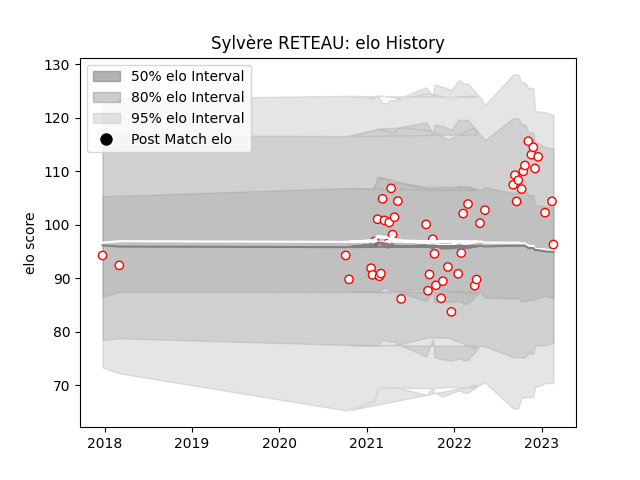 Sylvère RETEAU: elo History
50% elo Interval
80% elo Interval
95% elo Interval
Post Match elo
elo score
130
120
110
100
90
80
70
2018 2019 2020 2021 2022 2023